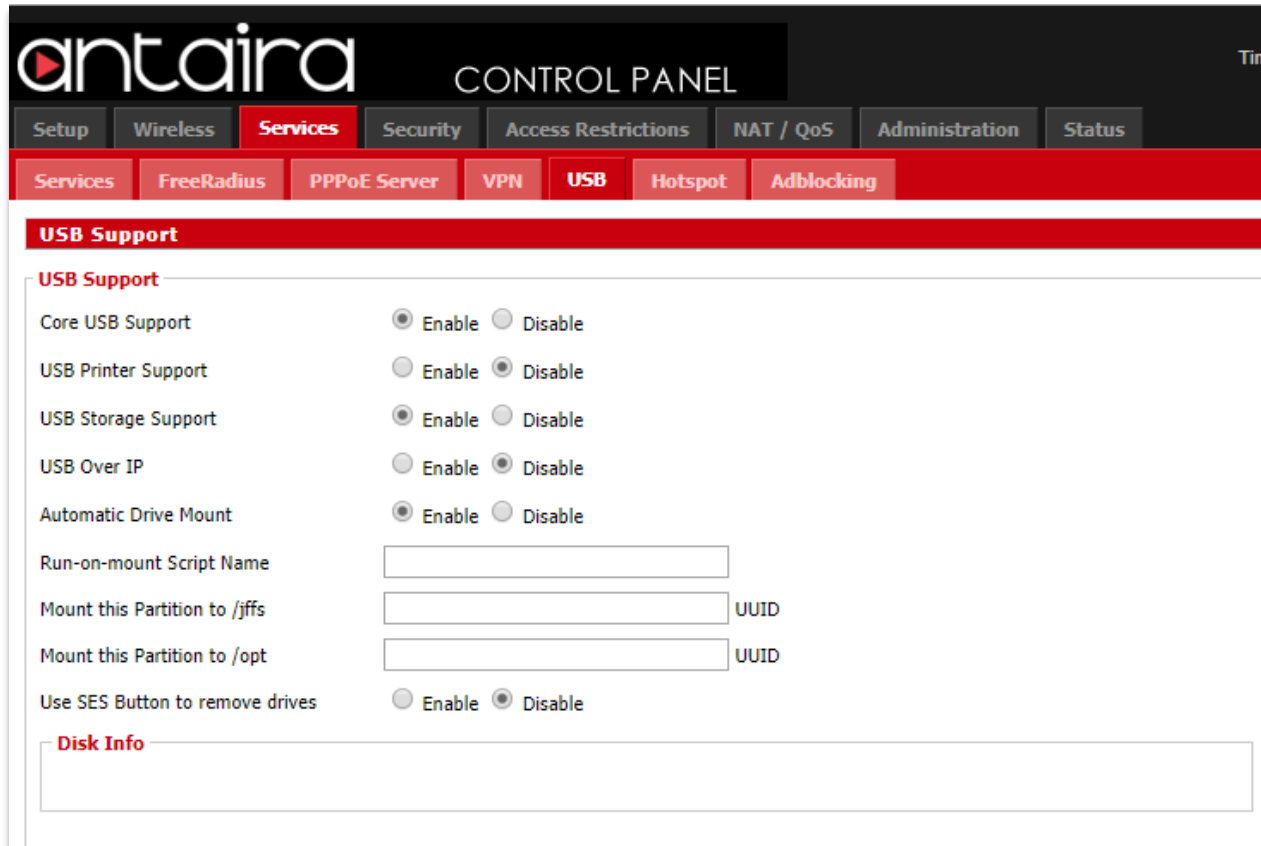 antaira CONTROL PANEL
Setup Wireless Services Security Access Restrictions NAT / QoS Administration Status
Services FreeRadius PPPoE Server VPN USB Hotspot Adblocking
USB Support
USB Support
Core USB Support Enable Disable
USB Printer Support Enable Disable
USB Storage Support Enable Disable
USB Over IP Enable Disable
Automatic Drive Mount Enable Disable
Run-on-mount Script Name
Mount this Partition to /jffs UUID
Mount this Partition to /opt UUID
Use SES Button to remove drives Enable Disable
Disk Info